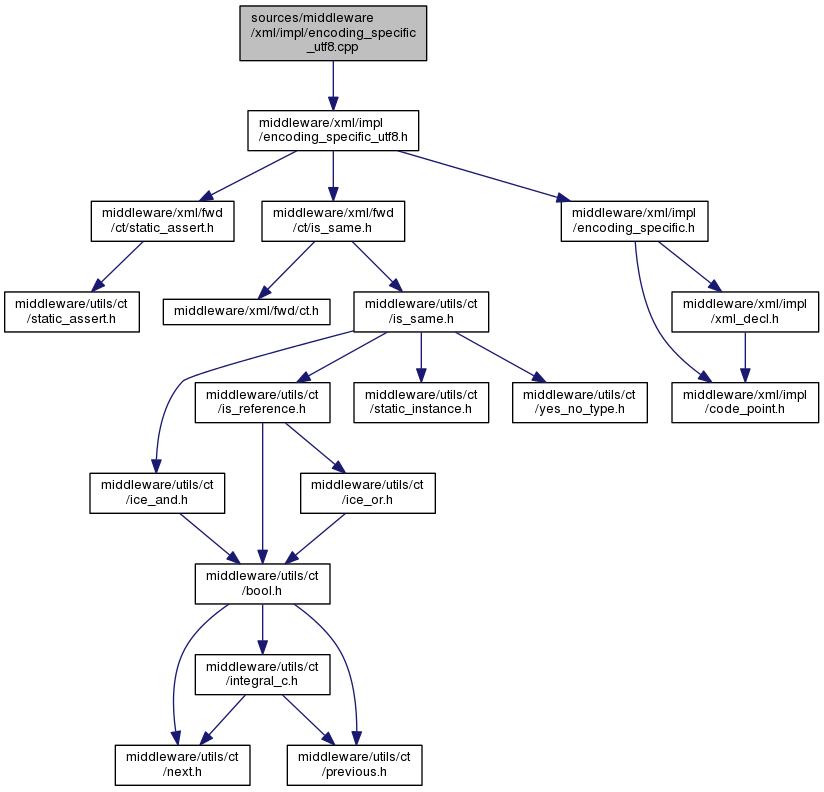 sources/middleware
/xml/impl/encoding_specific
_utf8.cpp
middleware/xml/impl
/encoding_specific_utf8.h
middleware/xml/fwd
/ct/static_assert.h
middleware/xml/fwd
/ct/is_same.h
middleware/xml/impl
/encoding_specific.h
middleware/utils/ct
/static_assert.h
middleware/xml/fwd/ct.h
middleware/utils/ct
/is_same.h
middleware/xml/impl
/xml_decl.h
middleware/utils/ct
/is_reference.h
middleware/utils/ct
/static_instance.h
middleware/utils/ct
/yes_no_type.h
middleware/xml/impl
/code_point.h
middleware/utils/ct
/ice_and.h
middleware/utils/ct
/ice_or.h
middleware/utils/ct
/bool.h
middleware/utils/ct
/integral_c.h
middleware/utils/ct
/next.h
middleware/utils/ct
/previous.h